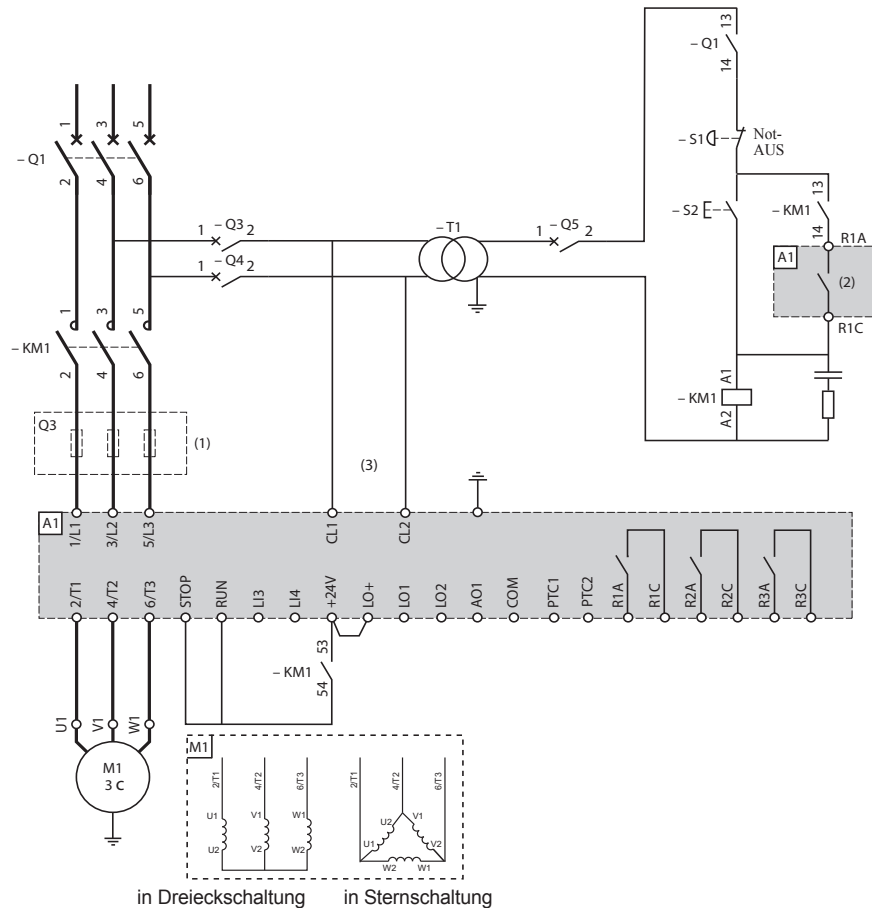 13
– Q1
14
1
3
5
– Q1
2
4
6
– S1
Not-
AUS
1
– Q3
2
– T1
1
– Q5
2
– S2
13
– KM1
14
R1A
1
– Q4
2
A1
(2)
R1C
1
3
5
– KM1
2
4
6
A1
– KM1
A2
Q3
(1)
(3)
A1
1/L1
3/L2
5/L3
CL1
CL2
2/T1
4/T2
6/T3
STOP
RUN
LI3
LI4
+24V
LO+
LO1
LO2
AO1
COM
PTC1
PTC2
R1A
R1C
R2A
R2C
R3A
R3C
53
– KM1
54
U1
V1
W1
M1
3 C
M1
2/T1
4/T2
6/T3
2/T1
4/T2
6/T3
U1
V1
W1
U2
V2
W2
U2
V1
U1
V2
W2
W1
in Dreieckschaltung
in Sternschaltung